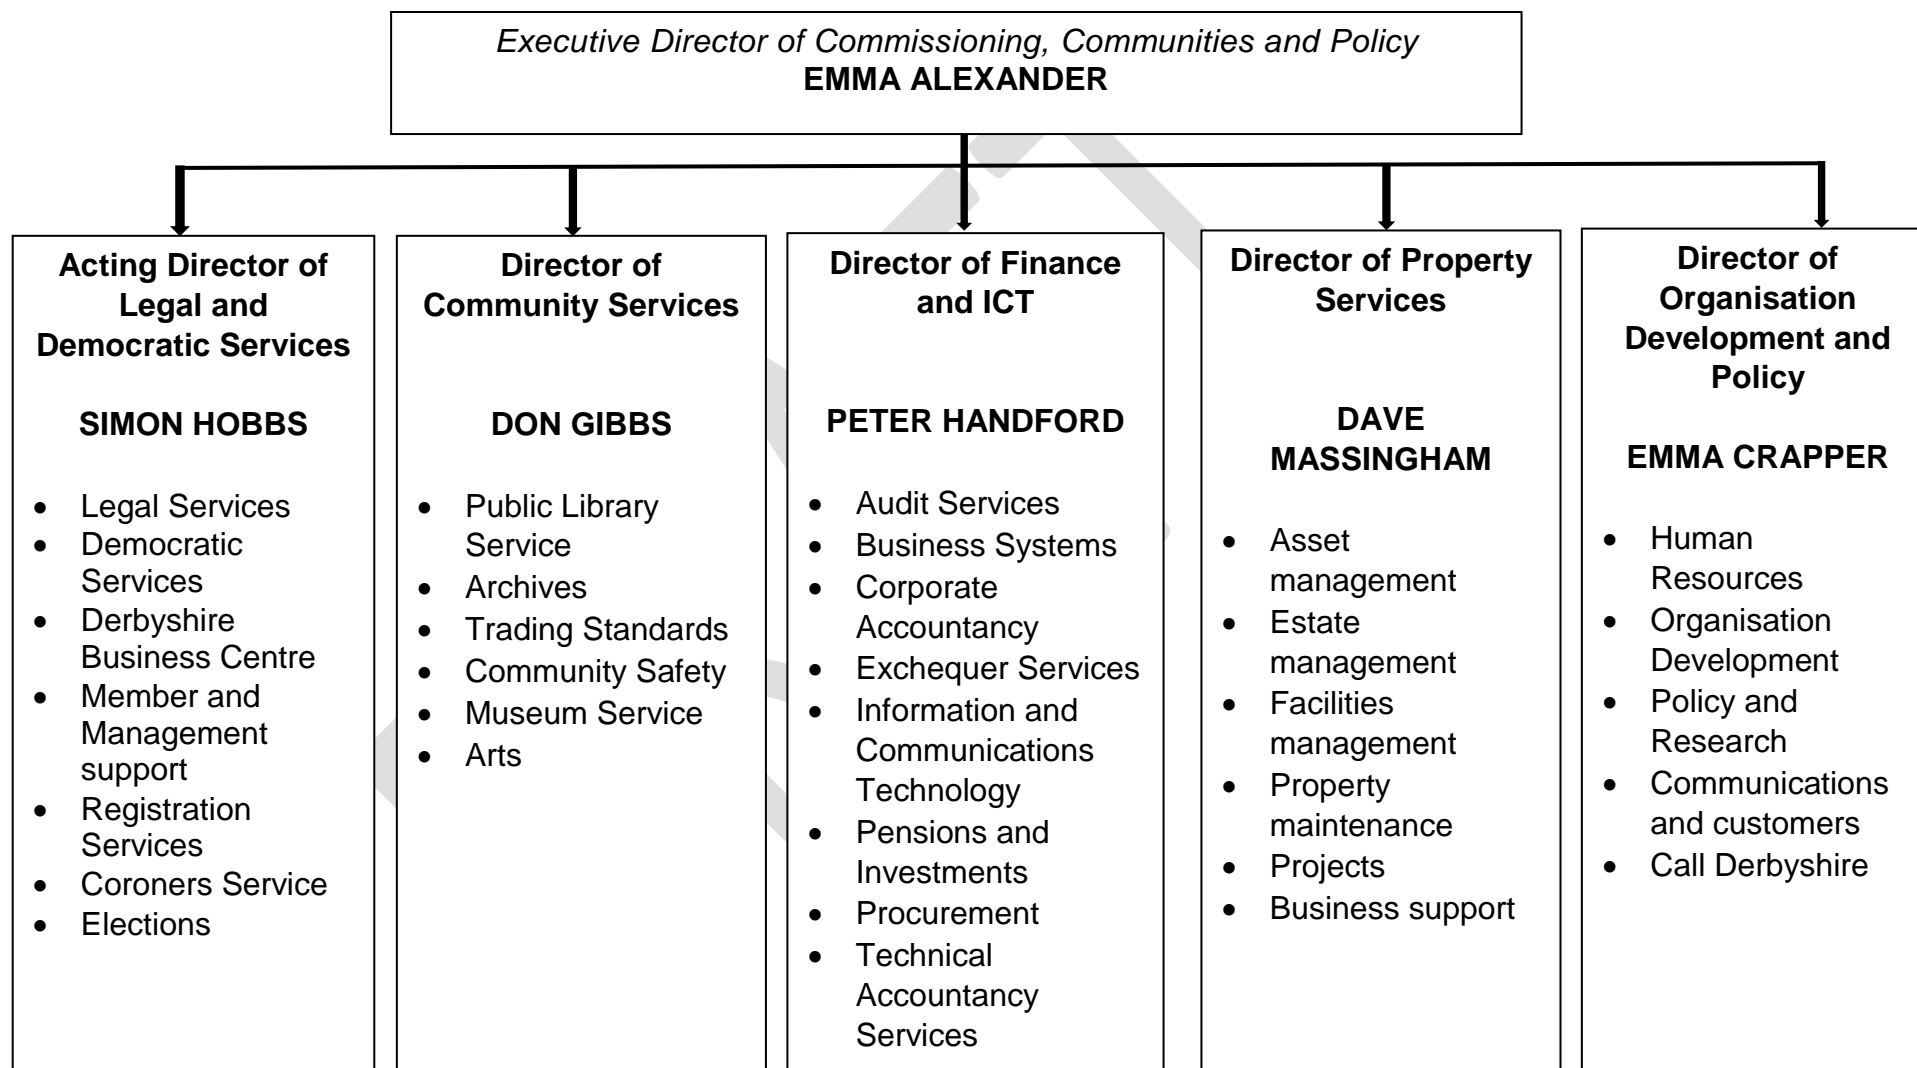 Executive Director of Commissioning, Communities and Policy
EMMA ALEXANDER
Acting Director of
Legal and
Democratic Services
SIMON HOBBS
• Legal Services
• Democratic
Services
• Derbyshire
Business Centre
• Member and
Management
support
• Registration
Services
• Coroners Service
• Elections
Director of
Community Services
DON GIBBS
• Public Library
Service
• Archives
• Trading Standards
• Community Safety
• Museum Service
• Arts
Director of Finance
and ICT
PETER HANDFORD
• Audit Services
• Business Systems
• Corporate
Accountancy
• Exchequer Services
• Information and
Communications
Technology
• Pensions and
Investments
• Procurement
• Technical
Accountancy
Services
Director of Property
Services
DAVE
MASSINGHAM
• Asset
management
• Estate
management
• Facilities
management
• Property
maintenance
• Projects
• Business support
Director of
Organisation
Development and
Policy
EMMA CRAPPER
• Human
Resources
• Organisation
Development
• Policy and
Research
• Communications
and customers
• Call Derbyshire